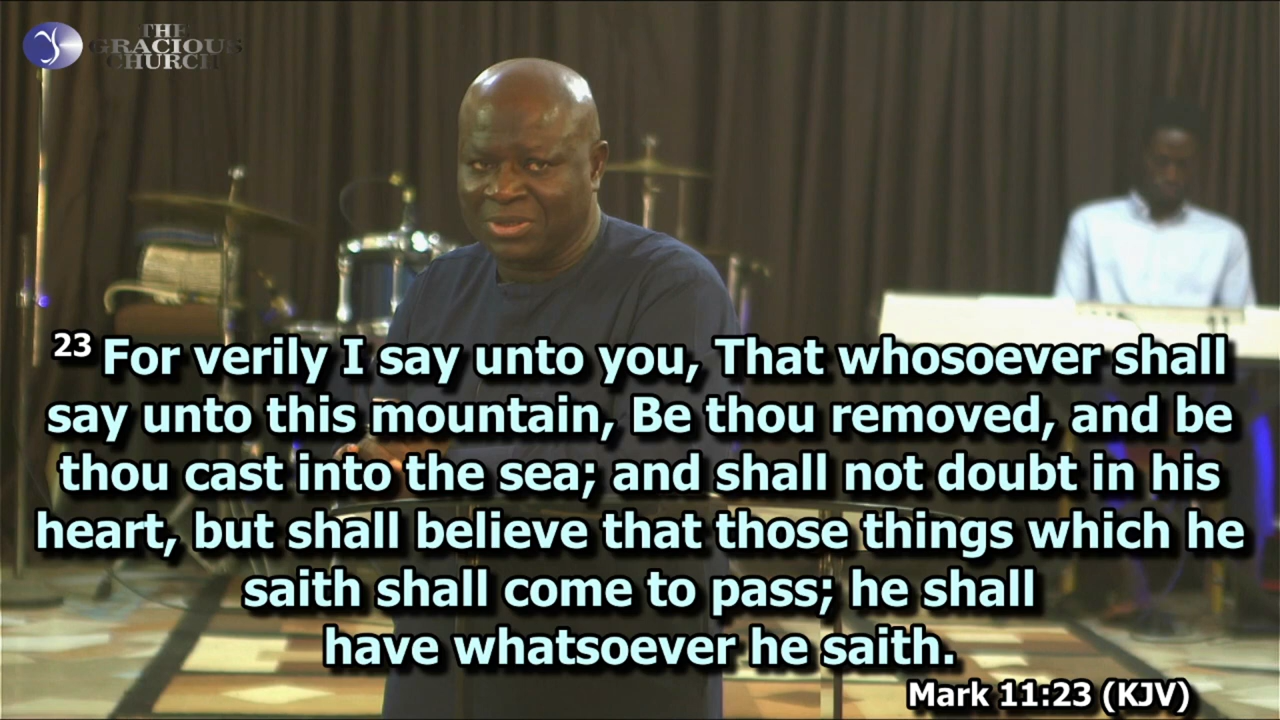 THE
GRACIOUS
CHURCH
23 For verily I say unto you, That whosoever shall
say unto this mountain, Be thou removed, and be
thou cast into the sea; and shall not doubt in his
heart, but shall believe that those things which he
saith shall come to pass; he shall
have whatsoever he saith.
Mark 11:23 (KJV)